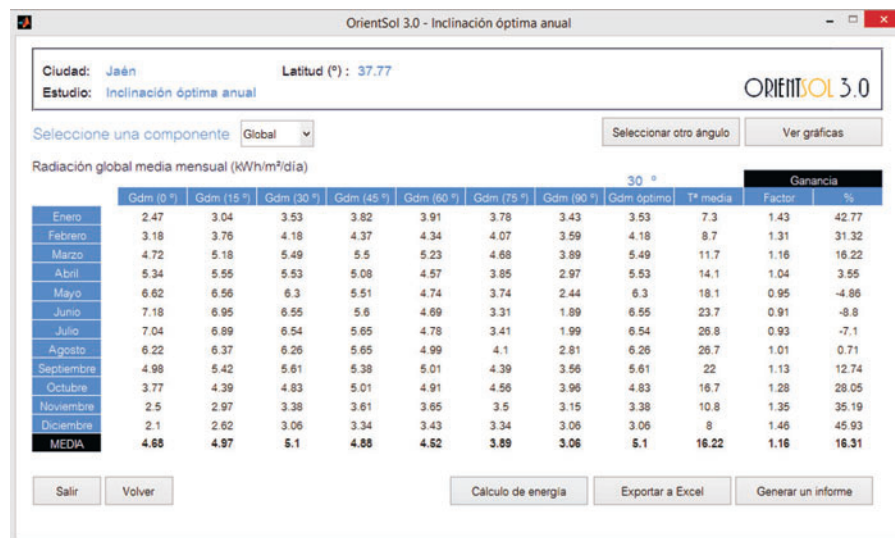 OrientSol 3.0 - Inclinación óptima anual
Ciudad: Jaén Latitud (º) : 37.77
Estudio: Inclinación óptima anual
ORIENTSOL 3.0
Seleccione una componente Global Seleccionar otro ángulo Ver gráficas
Radiación global media mensual (kWh/m²/día)
30 º Ganancia
Gdm (0 º) Gdm (15 º) Gdm (30 º) Gdm (45 º) Gdm (60 º) Gdm (75 º) Gdm (90 º) Gdm óptimo Tª media Factor %
Enero 2.47 3.04 3.53 3.82 3.91 3.78 3.43 3.53 7.3 1.43 42.77
Febrero 3.18 3.76 4.18 4.37 4.34 4.07 3.59 4.18 8.7 1.31 31.32
Marzo 4.72 5.18 5.49 5.5 5.23 4.68 3.89 5.49 11.7 1.16 16.22
Abril 5.34 5.55 5.53 5.08 4.57 3.85 2.97 5.53 14.1 1.04 3.55
Mayo 6.62 6.56 6.3 5.51 4.74 3.74 2.44 6.3 18.1 0.95 -4.86
Junio 7.18 6.95 6.55 5.6 4.69 3.31 1.89 6.55 23.7 0.91 -8.8
Julio 7.04 6.89 6.54 5.65 4.78 3.41 1.99 6.54 26.8 0.93 -7.1
Agosto 6.22 6.37 6.26 5.65 4.99 4.1 2.81 6.26 26.7 1.01 0.71
Septiembre 4.98 5.42 5.61 5.38 5.01 4.39 3.56 5.61 22 1.13 12.74
Octubre 3.77 4.39 4.83 5.01 4.91 4.56 3.96 4.83 16.7 1.28 28.05
Noviembre 2.5 2.97 3.38 3.61 3.65 3.5 3.15 3.38 10.8 1.35 35.19
Diciembre 2.1 2.62 3.06 3.34 3.43 3.34 3.06 3.06 8 1.46 45.93
MEDIA 4.68 4.97 5.1 4.88 4.52 3.89 3.06 5.1 16.22 1.16 16.31
Salir Volver Cálculo de energía Exportar a Excel Generar un informe